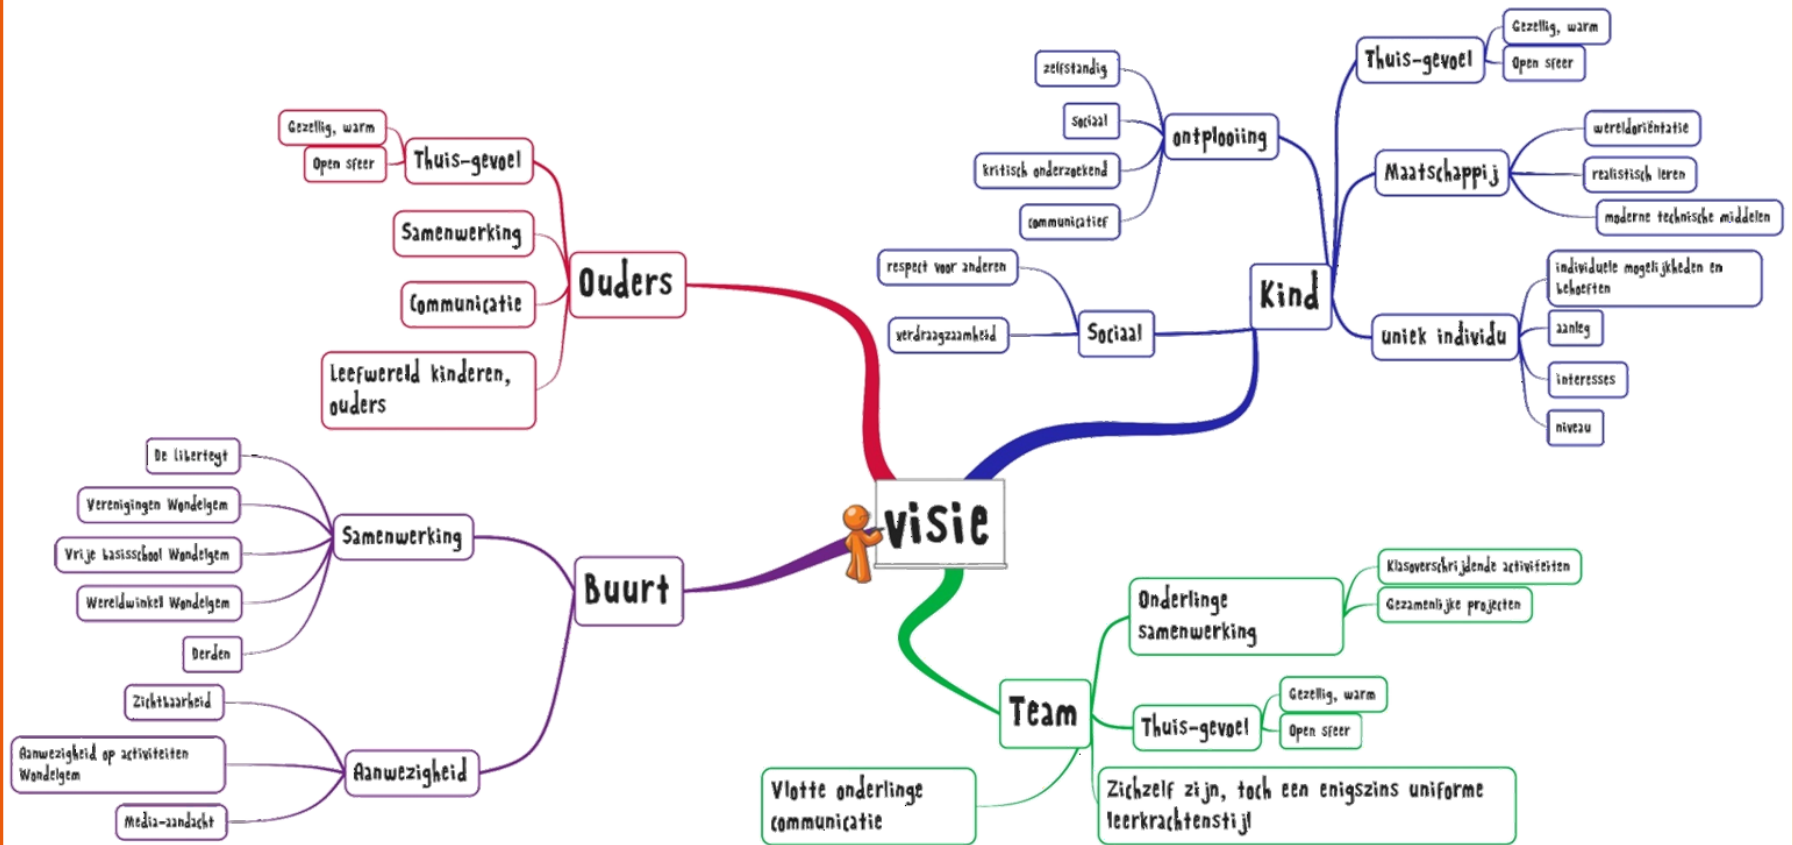 visie
Ouders
Thuis-gevoel
Gezellig, warm
Open sfeer
Samenwerking
Communicatie
Leefwereld kinderen,
ouders
Kind
Thuis-gevoel
Gezellig, warm
Open sfeer
Maatschappij
wereldoriëntatie
realistisch leren
moderne technische middelen
uniek individu
individuele mogelijkheden en
behoeften
aanleg
interesses
niveau
ontplooiing
zelfstandig
sociaal
kritisch onderzoekend
communicatief
Sociaal
respect voor anderen
verdraagzaamheid
Buurt
Samenwerking
De Liberteyt
Verenigingen Wondelgem
Vrije basisschool Wondelgem
Wereldwinkel Wondelgem
Derden
Aanwezigheid
Zichtbaarheid
Aanwezigheid op activiteiten
Wondelgem
Media-aandacht
Team
Onderlinge
samenwerking
Klasoverschrijdende activiteiten
Gezamenlijke projecten
Thuis-gevoel
Gezellig, warm
Open sfeer
Zichzelf zijn, toch een enigszins uniforme
leerkrachtenstijl
Vlotte onderlinge
communicatie